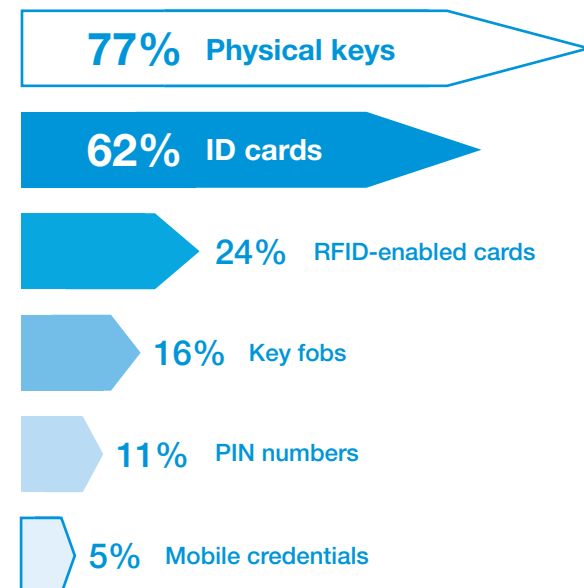 77% Physical keys
62% ID cards
24% RFID-enabled cards
16% Key fobs
11% PIN numbers
5% Mobile credentials